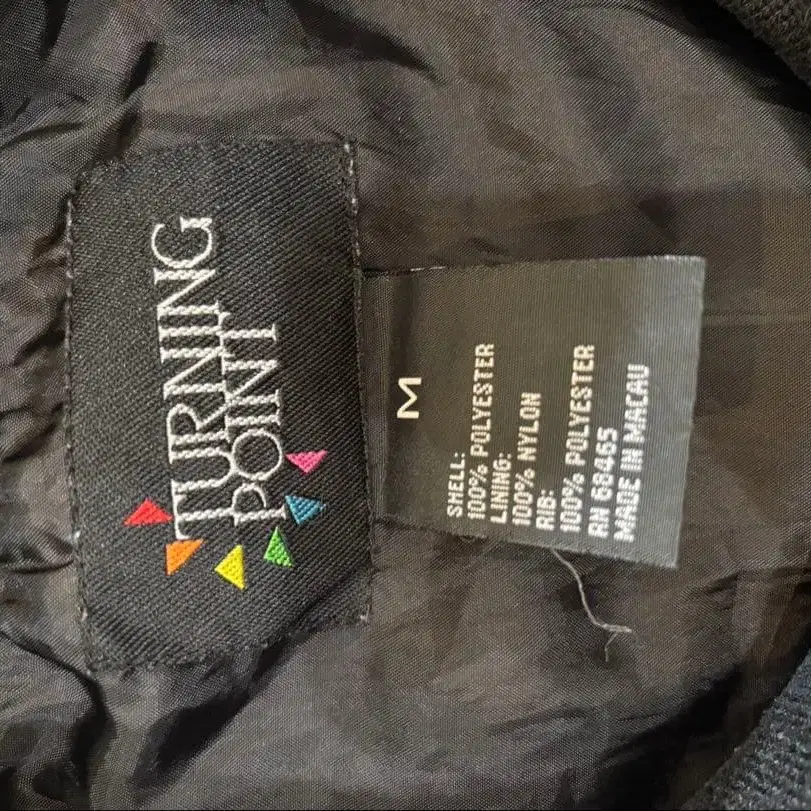 TURNING
POINT
M
SHELL:
100% POLYESTER
LINING:
100% NYLON
RIB:
100% POLYESTER
RN 68465
MADE IN MACAU